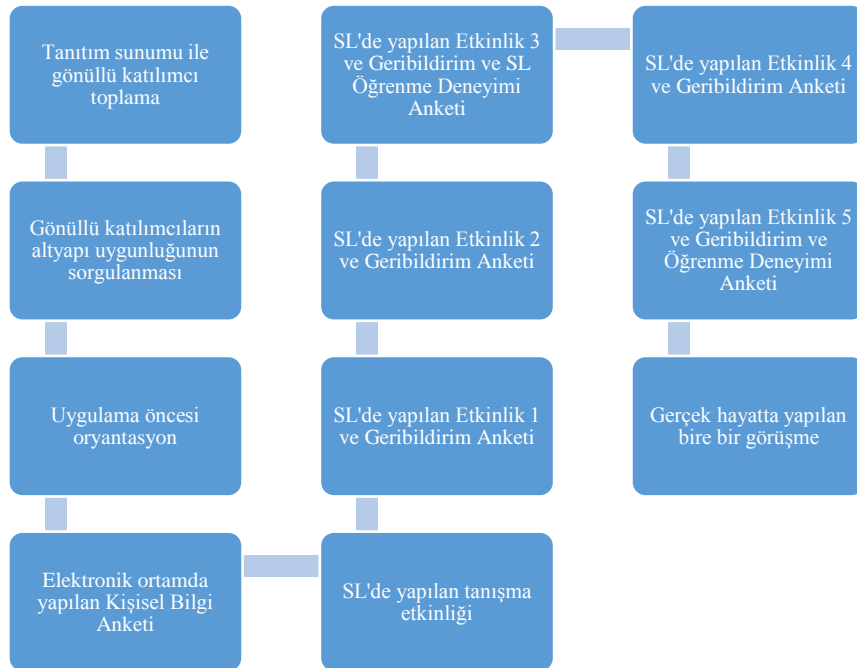 Tanıtım sunumu ile
gönüllü katılımcı
toplama
Gönüllü katılımcıların
altyapı uygunluğunun
sorgulanması
Uygulama öncesi
oryantasyon
Elektronik ortamda
yapılan Kişisel Bilgi
Anketi
SL'de yapılan tanışma
etkinliği
SL'de yapılan Etkinlik 1
ve Geribildirim Anketi
SL'de yapılan Etkinlik 2
ve Geribildirim Anketi
SL'de yapılan Etkinlik 3
ve Geribildirim ve SL
Öğrenme Deneyimi
Anketi
SL'de yapılan Etkinlik 4
ve Geribildirim Anketi
SL'de yapılan Etkinlik 5
ve Geribildirim ve
Öğrenme Deneyimi
Anketi
Gerçek hayatta yapılan
bire bir görüşme